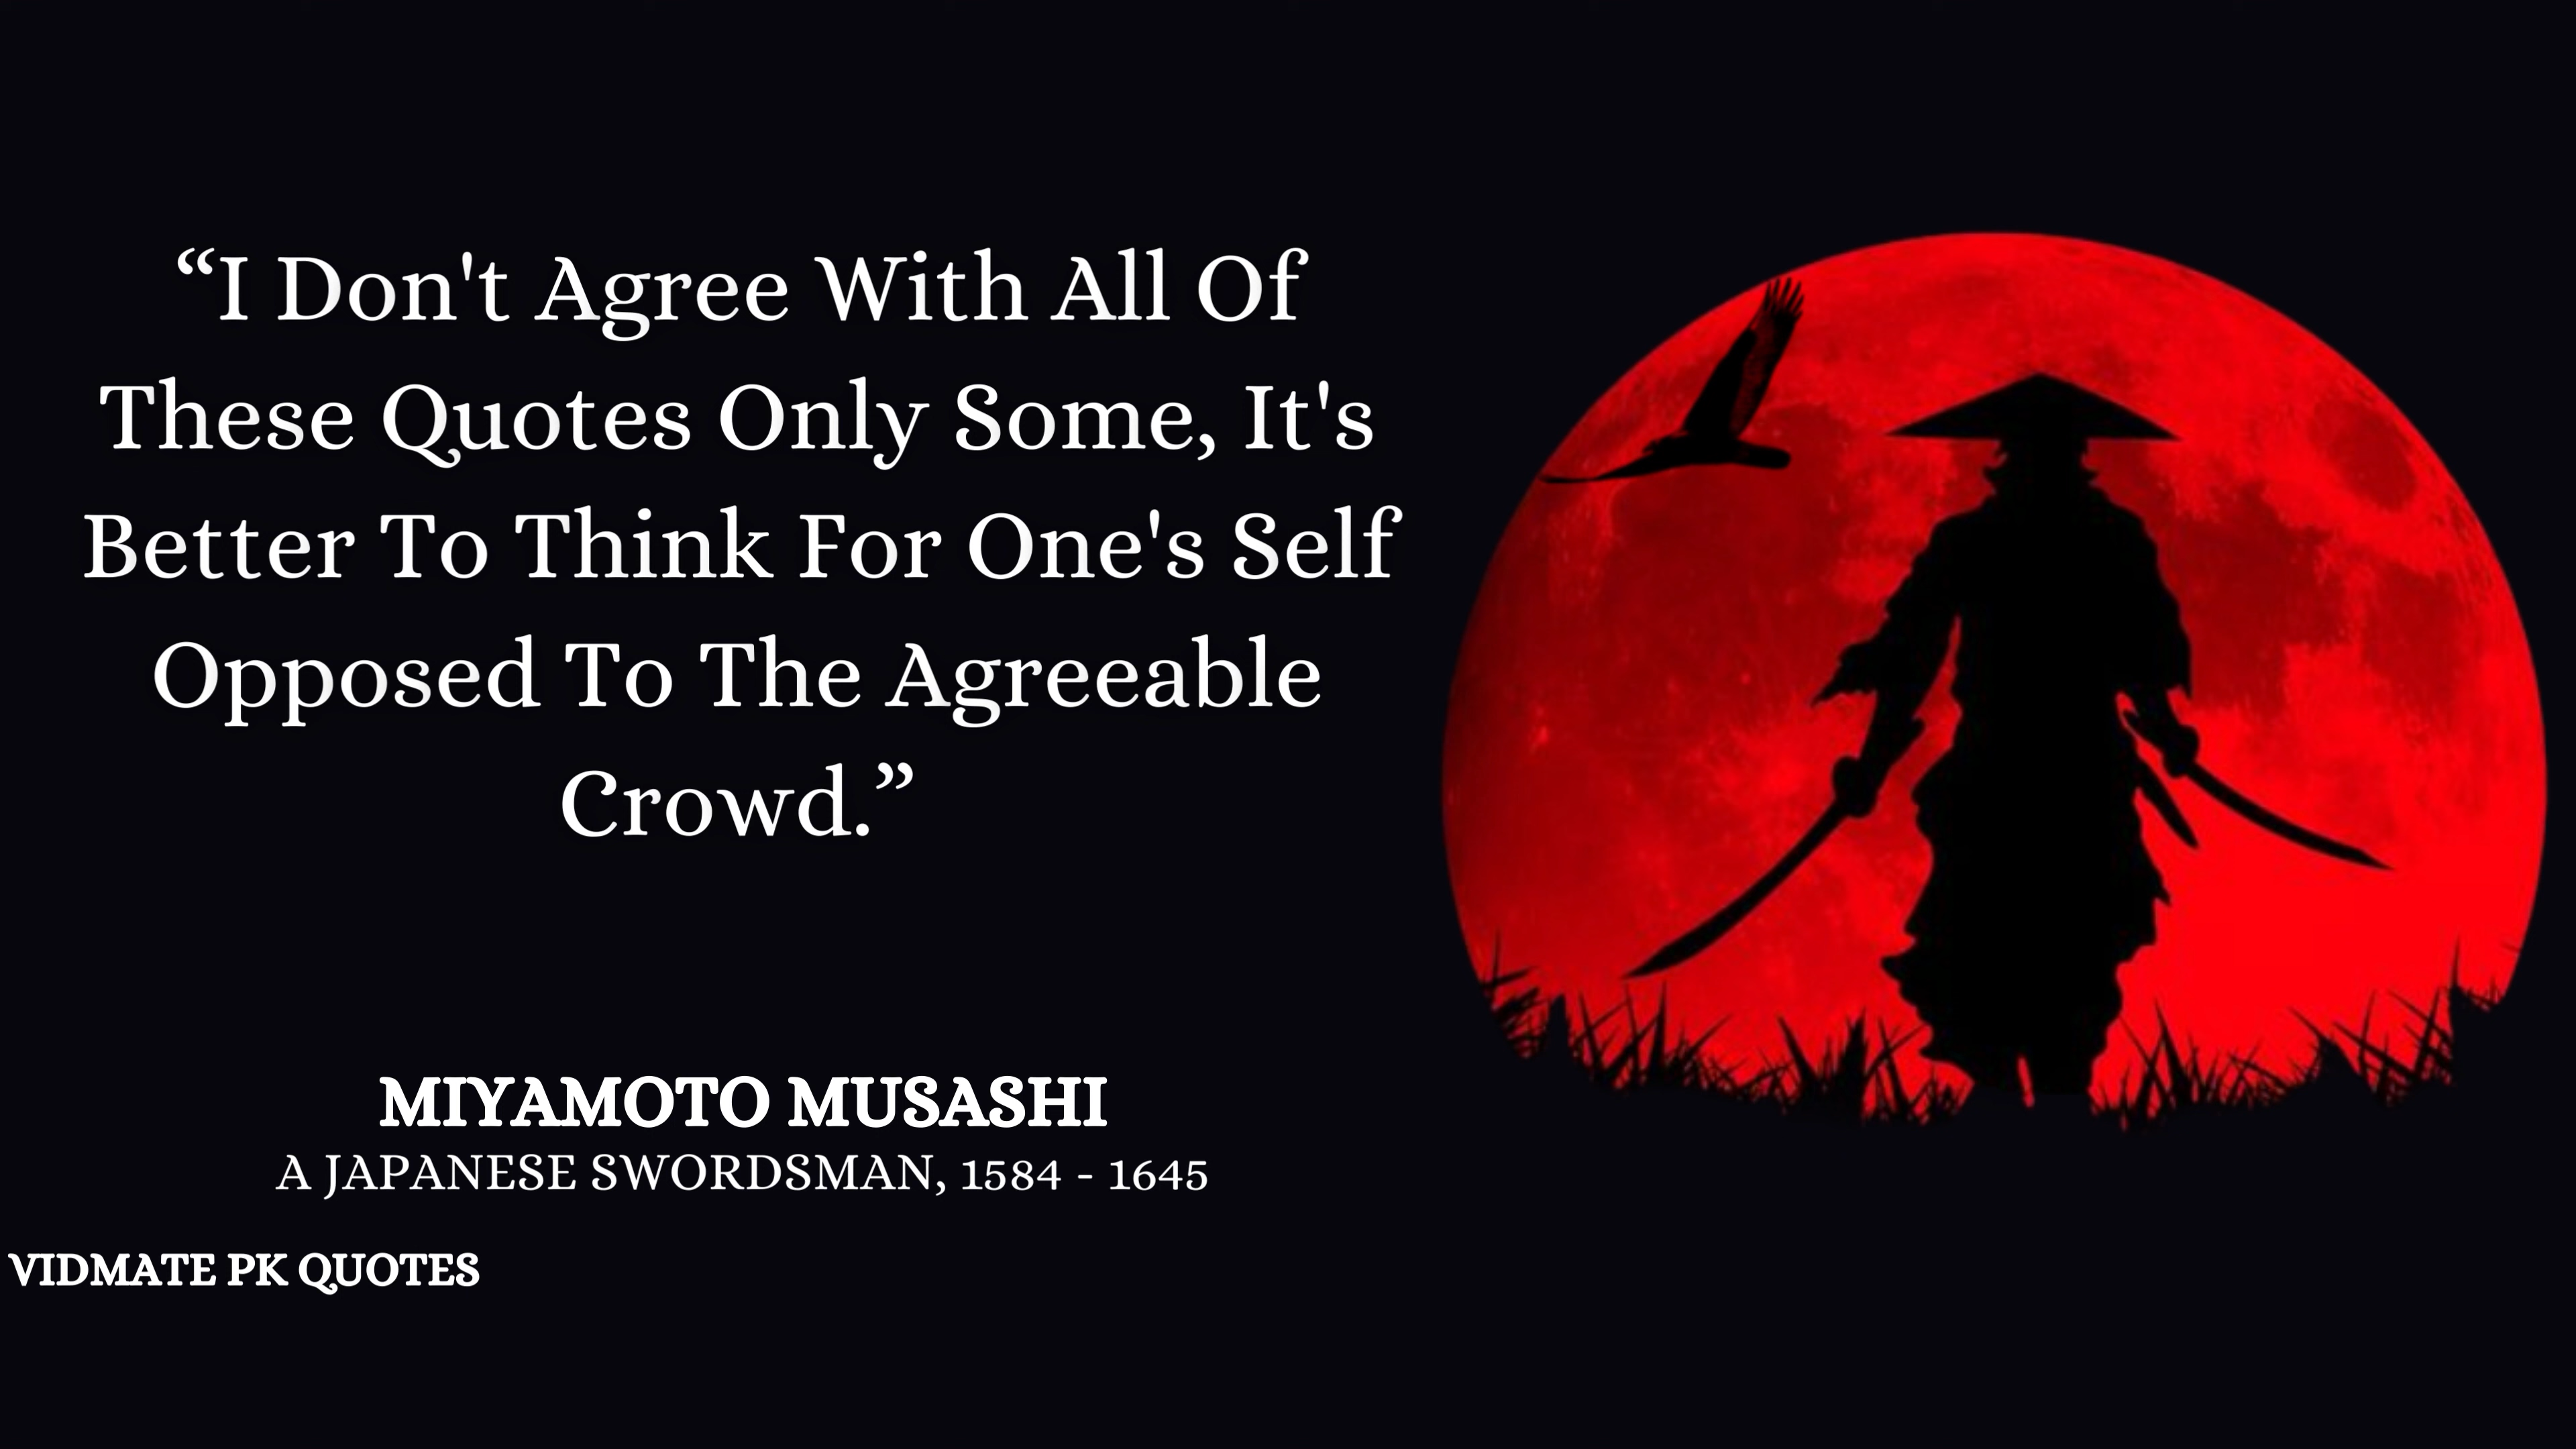 “I Don't Agree With All Of
These Quotes Only Some, It's
Better To Think For One's Self
Opposed To The Agreeable
Crowd.”
MIYAMOTO MUSASHI
A JAPANESE SWORDSMAN, 1584 - 1645
VIDMATE PK QUOTES